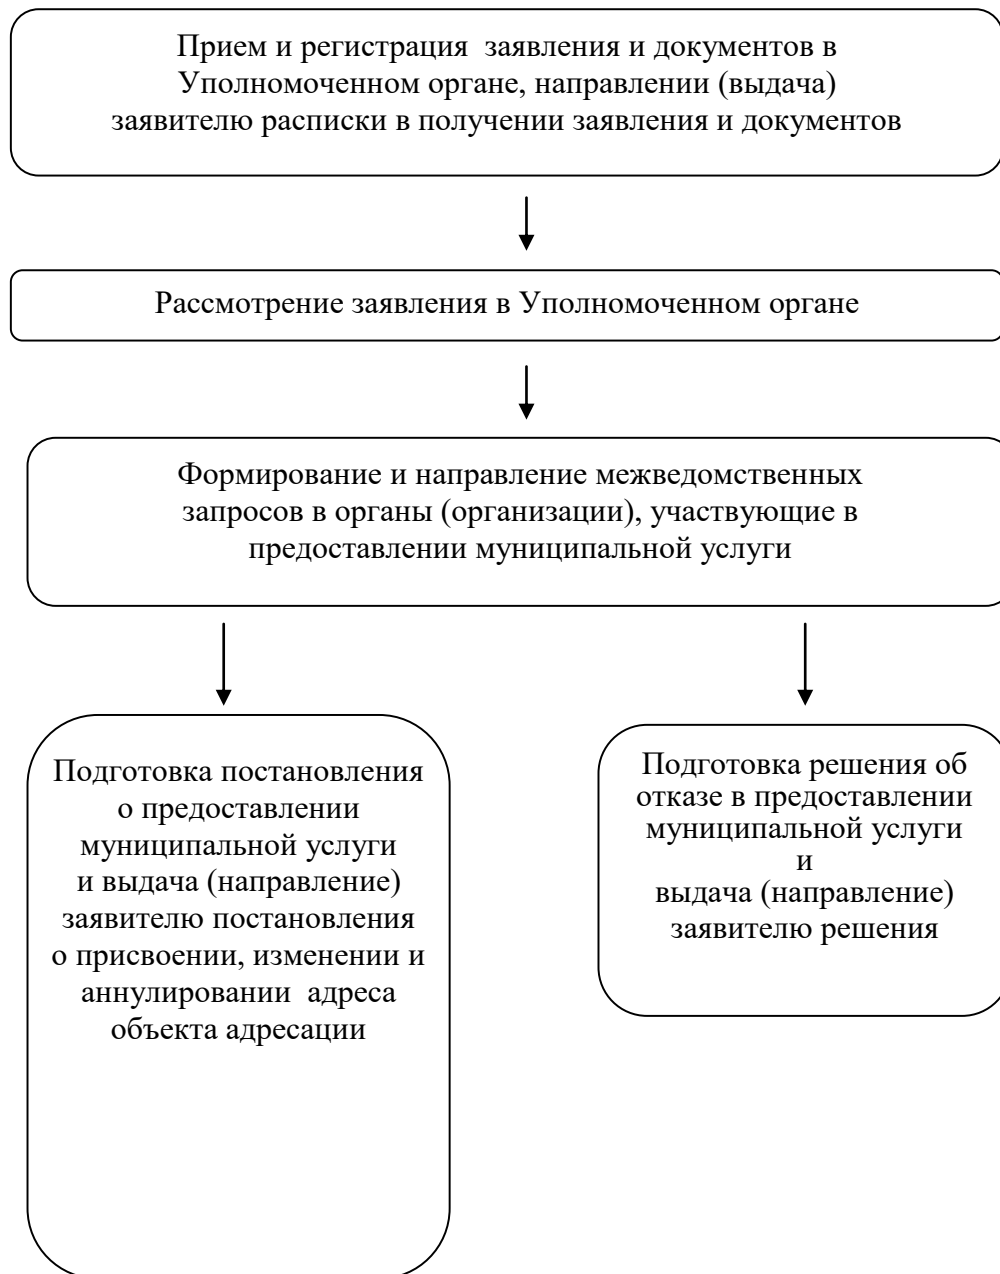 Прием и регистрация  заявления и документов в
Уполномоченном органе, направлении (выдача)
заявителю расписки в получении заявления и документов
Рассмотрение заявления в Уполномоченном органе
Формирование и направление межведомственных
запросов в органы (организации), участвующие в
предоставлении муниципальной услуги
Подготовка постановления
о предоставлении
муниципальной услуги
и выдача (направление)
заявителю постановления
о присвоении, изменении и
аннулировании  адреса
объекта адресации
Подготовка решения об
отказе в предоставлении
муниципальной услуги
и
выдача (направление)
заявителю решения